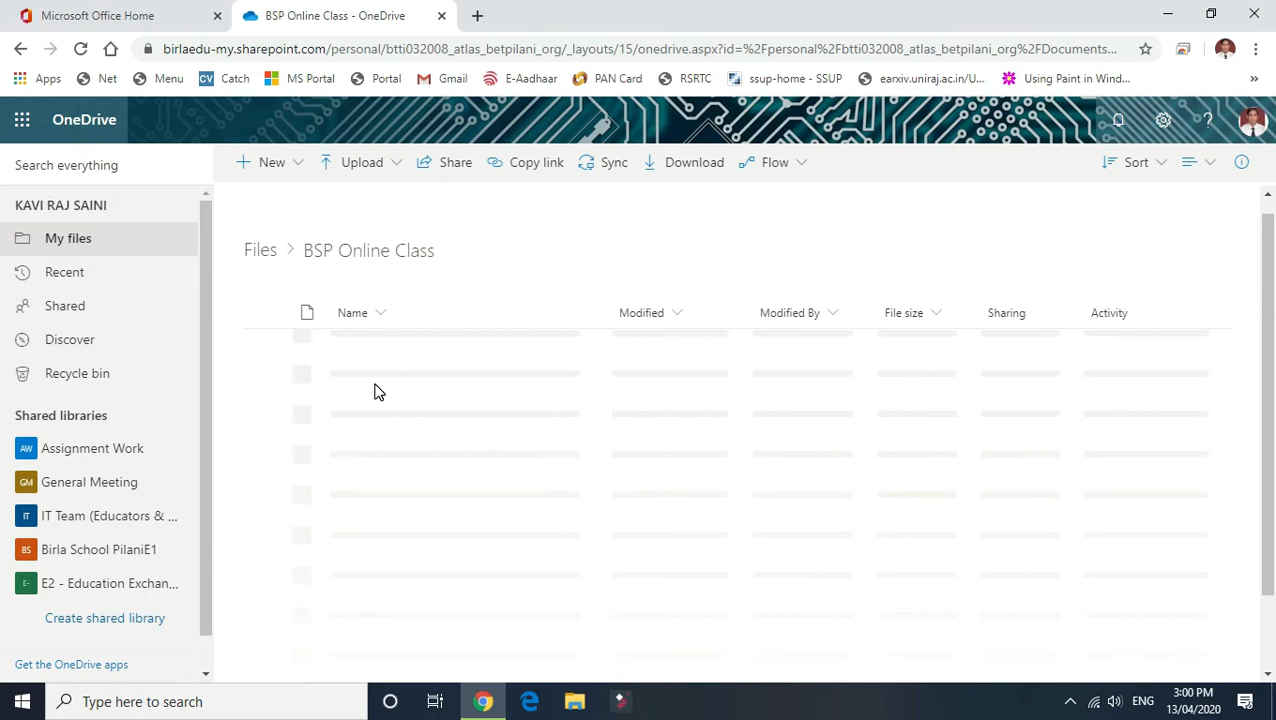 Microsoft Office Home
BSP Online Class - OneDrive
birlaedu-my.sharepoint.com/personal/btti032008_atlas_betpilani_org/_layouts/15/onedrive.aspx?id=%2Fpersonal%2Fbtti032008_atlas_betpilani_org%2FDocuments...
Apps Net Menu CV Catch MS Portal Portal Gmail E-Aadhaar PAN Card RSRTC ssup-home - SSUP earxiv.uniraj.ac.in/U... Using Paint in Wind... »
OneDrive
Search everything
New Upload Share Copy link Sync Download Flow Sort
KAVI RAJ SAINI
My files
Recent
Shared
Discover
Recycle bin
Shared libraries
AW Assignment Work
GM General Meeting
IT IT Team (Educators & ...
BS Birla School PilaniE1
E- E2 - Education Exchan...
Create shared library
Get the OneDrive apps
Files > BSP Online Class
Name Modified Modified By File size Sharing Activity
Type here to search
ENG
3:00 PM
13/04/2020